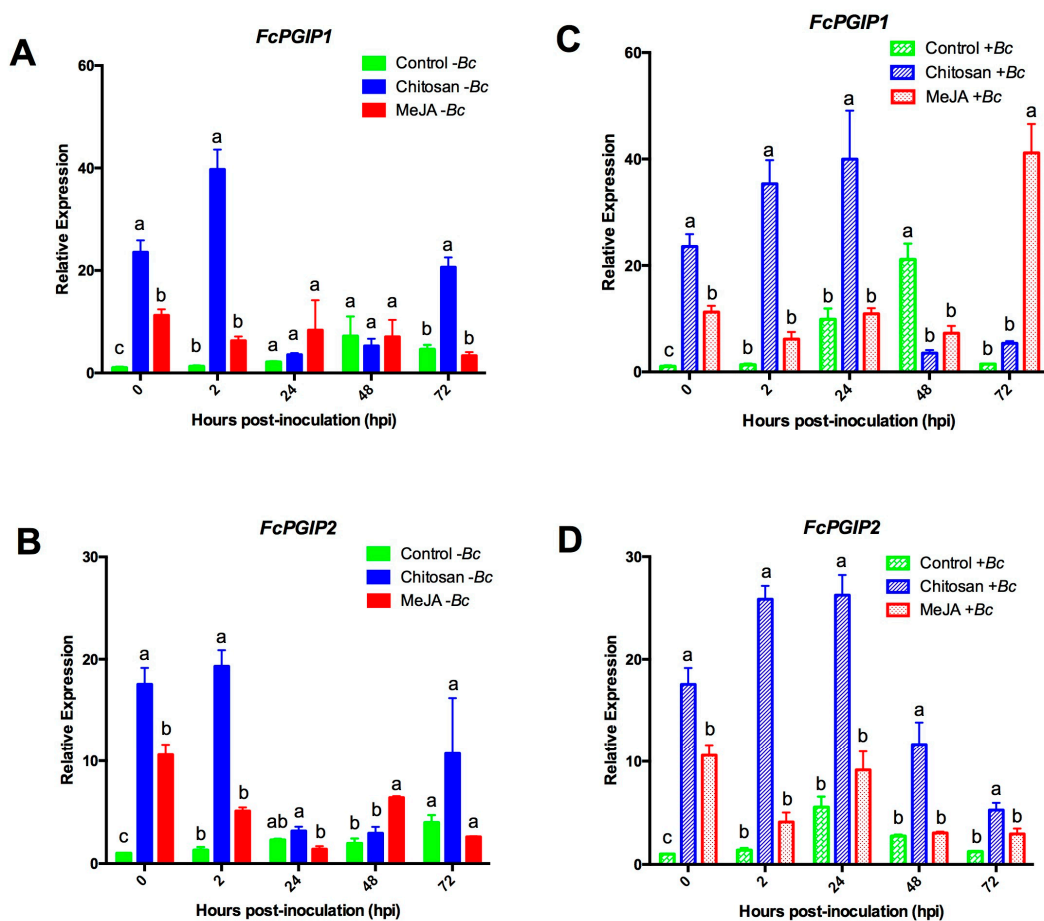 A
FcPGIP1
Control -Bc
Chitosan -Bc
MeJA -Bc
Relative Expression
60
40
20
0
c a b
b a b
a a a
a a a
b a b
0 2 24 48 72
Hours post-inoculation (hpi)
C
FcPGIP1
Control +Bc
Chitosan +Bc
MeJA +Bc
Relative Expression
60
40
20
0
c a b
b a b
b a b
a b b
b b a
0 2 24 48 72
Hours post-inoculation (hpi)
B
FcPGIP2
Control -Bc
Chitosan -Bc
MeJA -Bc
Relative Expression
30
20
10
0
c a b
b a b
ab a b
b b a
a a a
0 2 24 48 72
Hours post-inoculation (hpi)
D
FcPGIP2
Control +Bc
Chitosan +Bc
MeJA +Bc
Relative Expression
30
20
10
0
c a b
b a b
b a b
b a b
b a b
0 2 24 48 72
Hours post-inoculation (hpi)